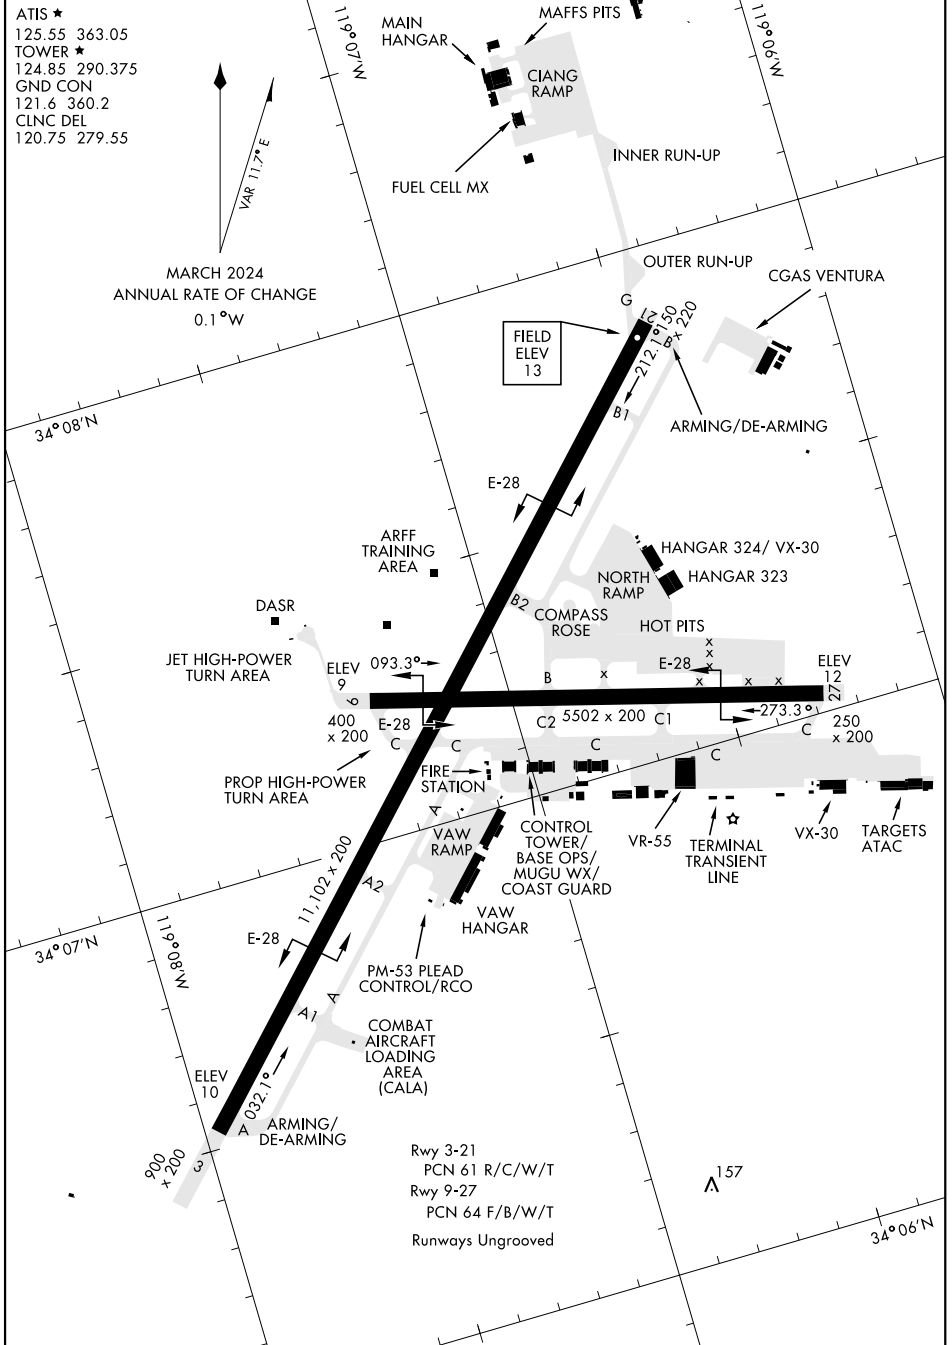 ATIS ★
125.55 363.05
TOWER ★
124.85 290.375
GND CON
121.6 360.2
CLNC DEL
120.75 279.55
VAR 11.7° E
MARCH 2024
ANNUAL RATE OF CHANGE
0.1°W
119°07'W
119°06'W
MAIN
HANGAR
MAFFS PITS
CIANG
RAMP
INNER RUN-UP
FUEL CELL MX
OUTER RUN-UP
CGAS VENTURA
G
21
150
x 220
B
212.1°
FIELD
ELEV
13
B1
ARMING/DE-ARMING
34°08'N
E-28
ARFF
TRAINING
AREA
HANGAR 324/ VX-30
NORTH
RAMP
HANGAR 323
DASR
B2
COMPASS
ROSE
HOT PITS
x
x
x
JET HIGH-POWER
TURN AREA
ELEV
9
093.3°
E-28
ELEV
12
B
x
x
x
x
9
27
400
x 200
E-28
C2
5502 x 200
C1
273.3°
250
x 200
C
C
C
C
C
PROP HIGH-POWER
TURN AREA
FIRE
STATION
A
VAW
RAMP
CONTROL
TOWER/
BASE OPS/
MUGU WX/
COAST GUARD
VR-55
TERMINAL
TRANSIENT
LINE
VX-30
TARGETS
ATAC
11,102 x 200
A2
VAW
HANGAR
34°07'N
119°08'W
E-28
PM-53 PLEAD
CONTROL/RCO
A
A1
COMBAT
AIRCRAFT
LOADING
AREA
(CALA)
ELEV
10
032.1°
A
ARMING/
DE-ARMING
900
x 200
3
Rwy 3-21
PCN 61 R/C/W/T
Rwy 9-27
PCN 64 F/B/W/T
Runways Ungrooved
157
34°06'N